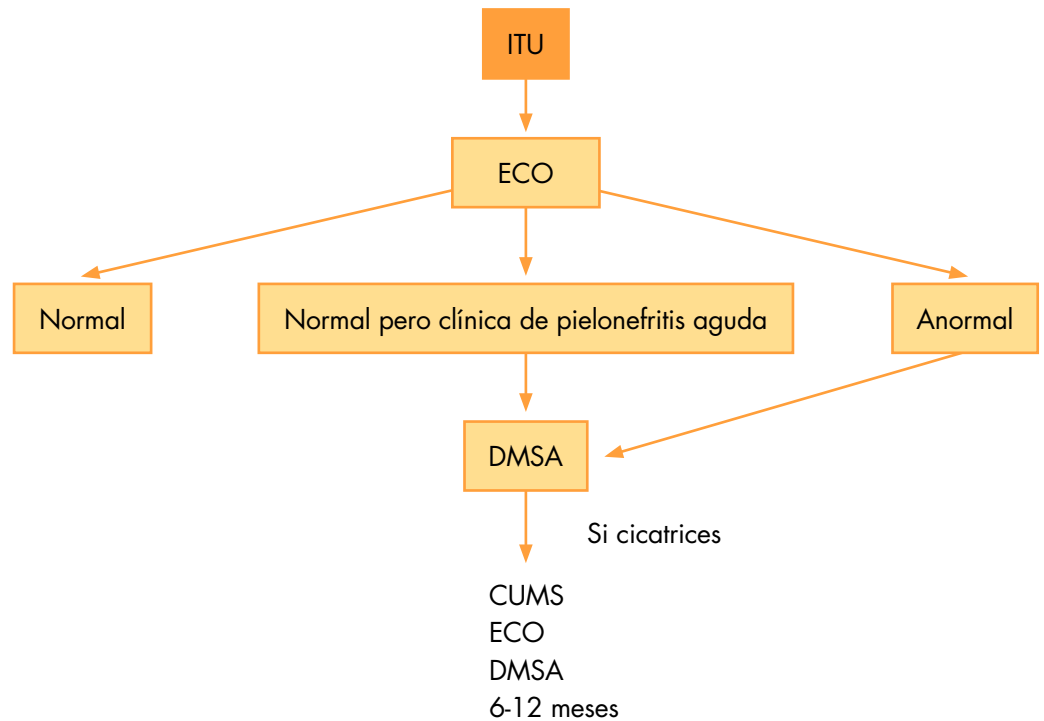 ITU
ECO
Normal
Normal pero clínica de pielonefritis aguda
Anormal
DMSA
Si cicatrices
CUMS
ECO
DMSA
6-12 meses